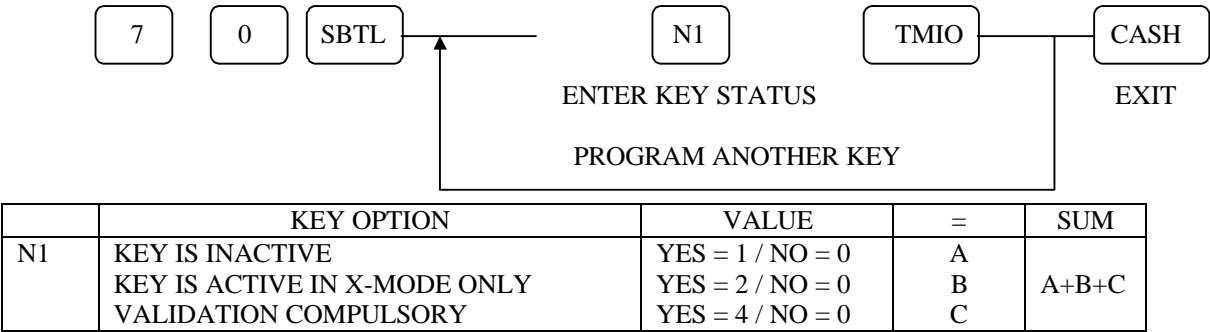 7 0 SBTL N1 TMIO CASH
ENTER KEY STATUS EXIT
PROGRAM ANOTHER KEY
KEY OPTION VALUE = SUM
N1 KEY IS INACTIVE YES = 1 / NO = 0 A
KEY IS ACTIVE IN X-MODE ONLY YES = 2 / NO = 0 B A+B+C
VALIDATION COMPULSORY YES = 4 / NO = 0 C